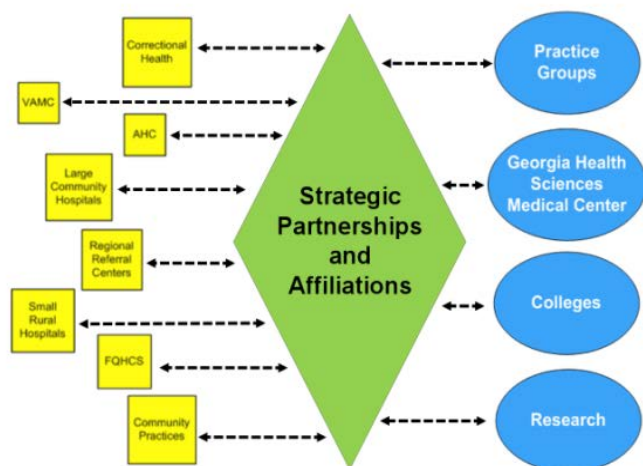 Correctional
Health
VAMC
AHC
Large
Community
Hospitals
Regional
Referral
Centers
Small
Rural
Hospitals
FQHCS
Community
Practices
Strategic
Partnerships
and
Affiliations
Practice
Groups
Georgia Health
Sciences
Medical Center
Colleges
Research